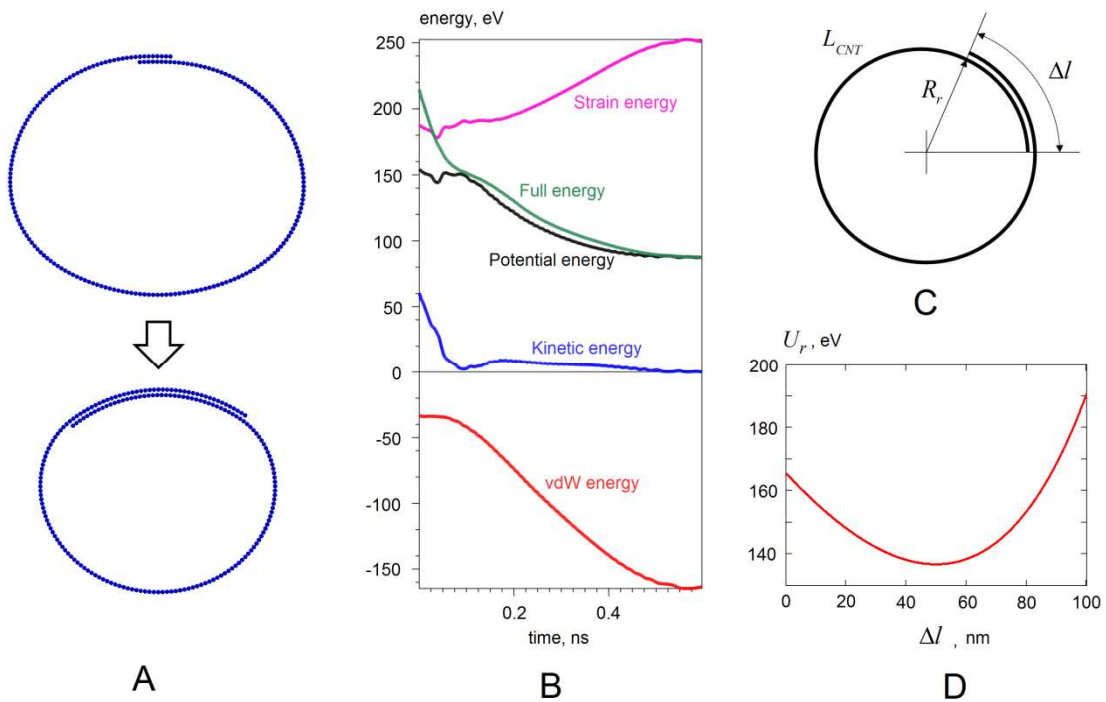 A
energy, eV
250
200
150
100
50
0
-50
-100
-150
Strain energy
Full energy
Potential energy
Kinetic energy
vdW energy
0.2
0.4
time, ns
B
L_CNT
R_r
Δl
C
U_r , eV
200
180
160
140
0
20
40
60
80
100
Δl , nm
D